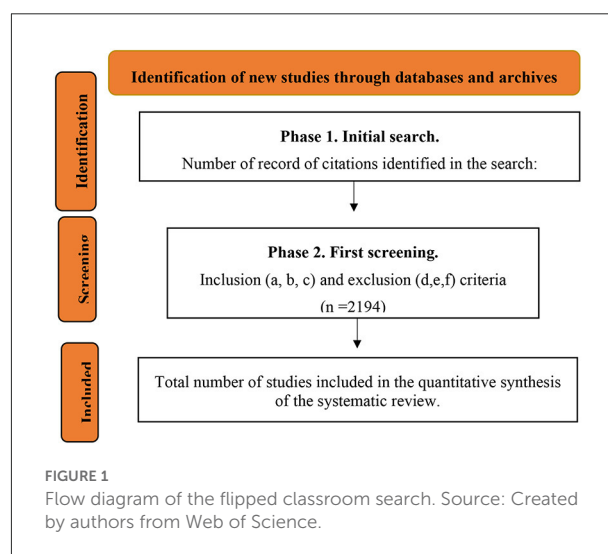 Identification of new studies through databases and archives
Identification
Phase 1. Initial search.
Number of record of citations identified in the search:
Screening
Phase 2. First screening.
Inclusion (a, b, c) and exclusion (d,e,f) criteria
(n =2194)
Included
Total number of studies included in the quantitative synthesis
of the systematic review.
FIGURE 1
Flow diagram of the flipped classroom search. Source: Created
by authors from Web of Science.